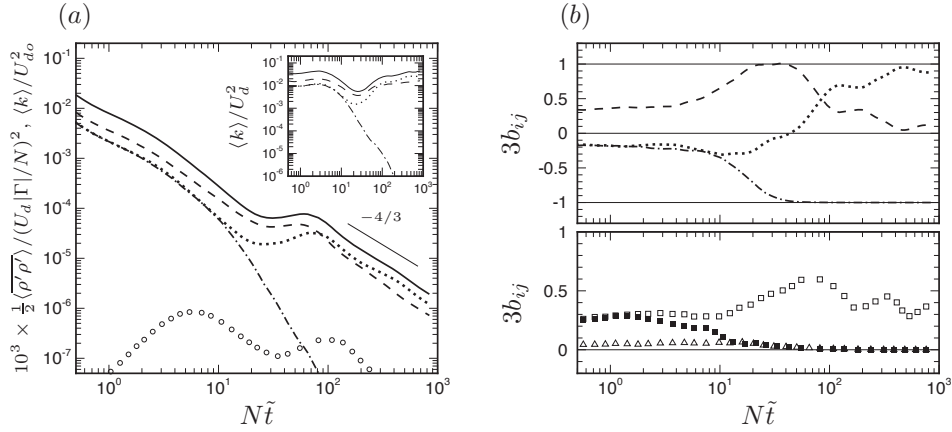 (a)
10^{-1}
10^{-2}
10^{-3}
10^{-4}
10^{-5}
10^{-6}
10^{-7}
10^3 × \frac{1}{2}⟨\overline{ρ′ρ′}⟩/(U_d|Γ|/N)^2 , ⟨k⟩/U_{do}^2
10^0 10^1 10^2 10^3
N\tilde{t}
−4/3
⟨k⟩/U_d^2
10^{-1}
10^{-2}
10^{-3}
10^{-4}
10^{-5}
10^{-6}
10^0 10^1 10^2 10^3
(b)
3b_{ij}
1
0.5
0
-0.5
-1
3b_{ij}
1
0.5
0
10^0 10^1 10^2 10^3
N\tilde{t}